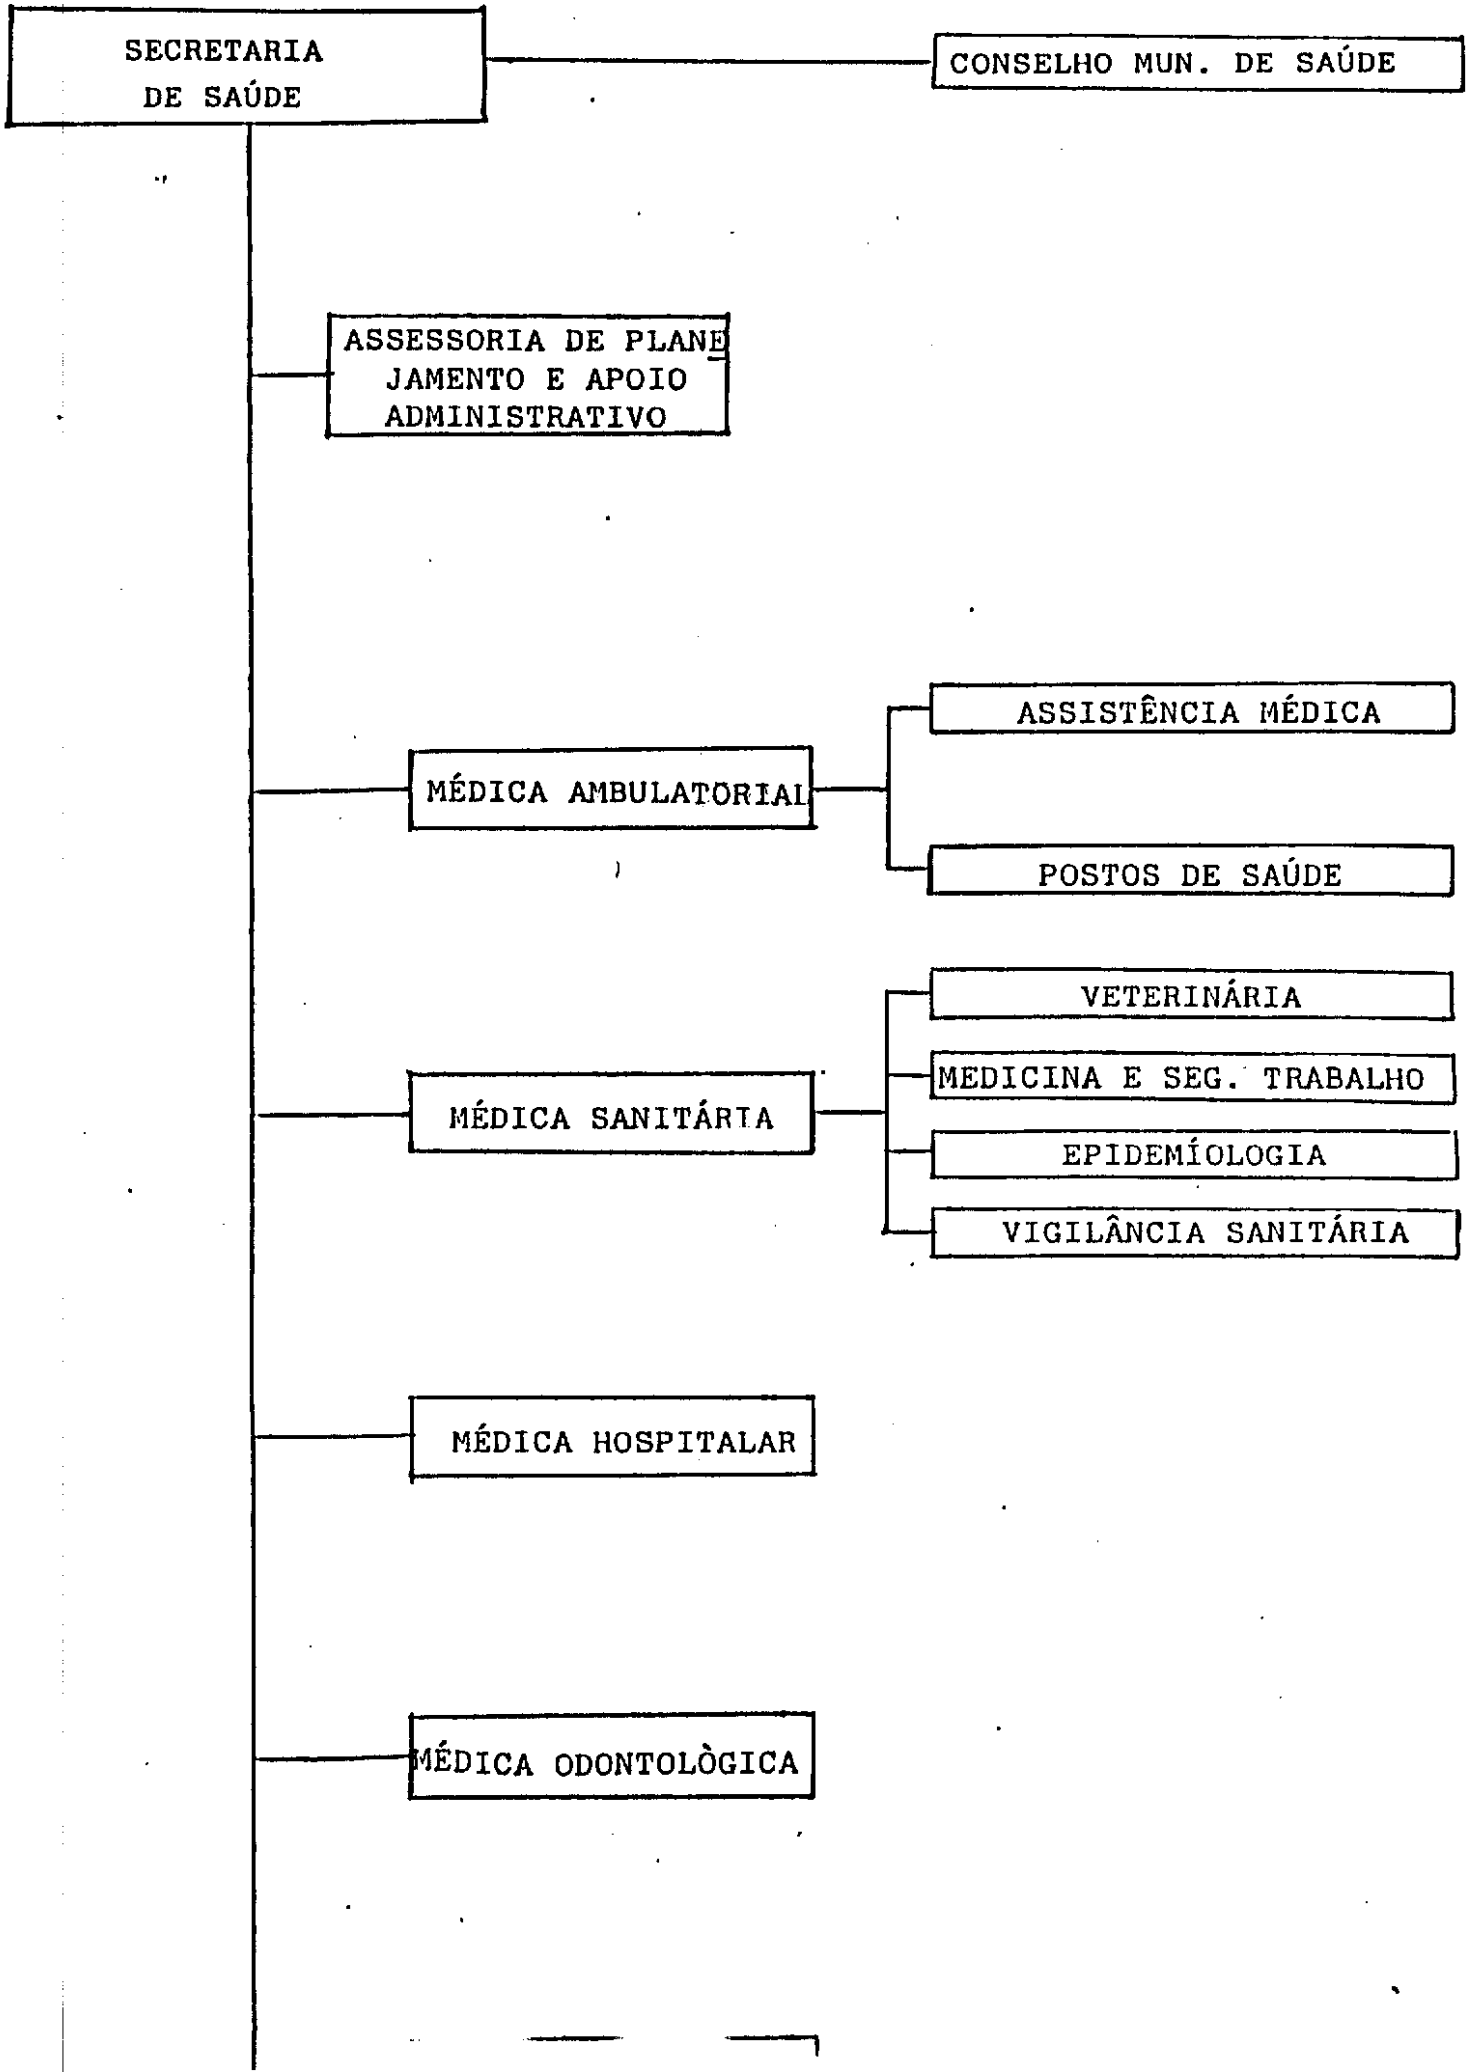 SECRETARIA
DE SAÚDE
CONSELHO MUN. DE SAÚDE
ASSESSORIA DE PLANE
JAMENTO E APOIO
ADMINISTRATIVO
ASSISTÊNCIA MÉDICA
MÉDICA AMBULATORIAL
POSTOS DE SAÚDE
VETERINÁRIA
MEDICINA E SEG. TRABALHO
MÉDICA SANITÁRIA
EPIDEMÍOLOGIA
VIGILÂNCIA SANITÁRIA
MÉDICA HOSPITALAR
MÉDICA ODONTOLÒGICA